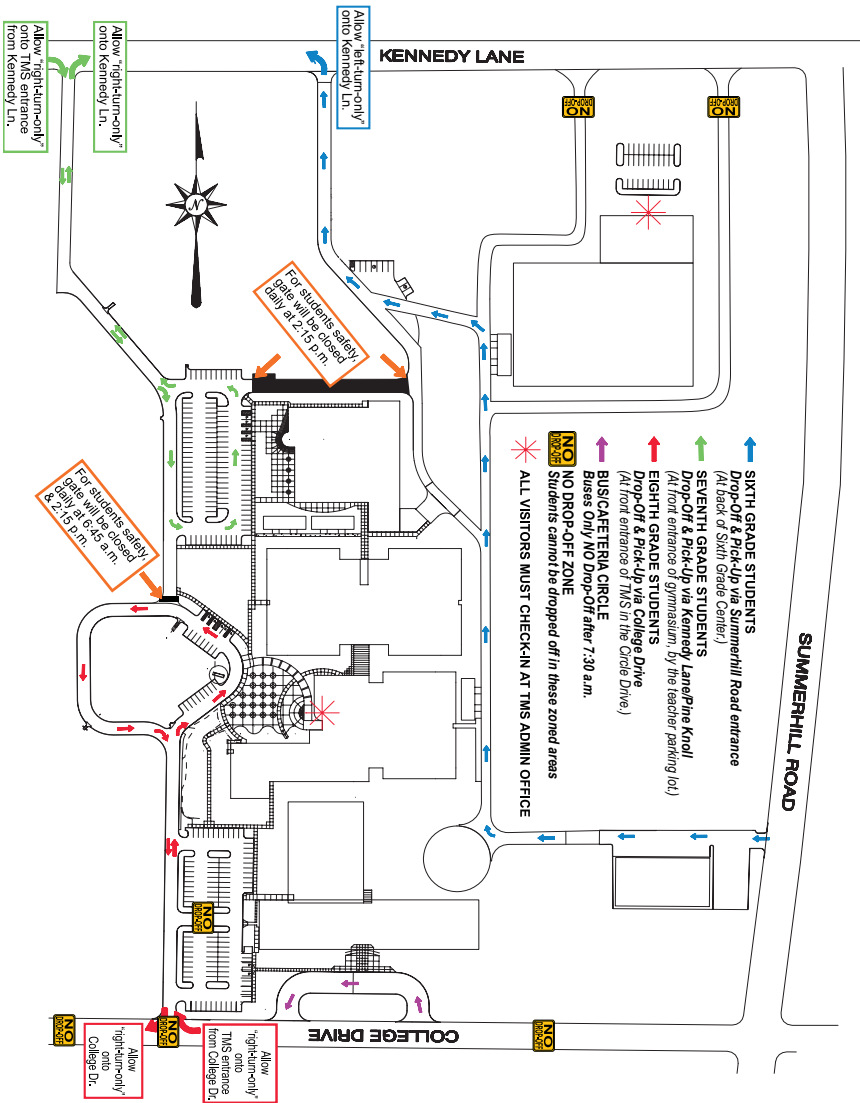 KENNEDY LANE
SUMMERHILL ROAD
COLLEGE DRIVE
SIXTH GRADE STUDENTS
Drop-Off & Pick-Up via Summerhill Road entrance
(At back of Sixth Grade Center.)
SEVENTH GRADE STUDENTS
Drop-Off & Pick-Up via Kennedy Lane/Pine Knoll
(At front entrance of gymnasium, by the teacher parking lot.)
EIGHTH GRADE STUDENTS
Drop-Off & Pick-Up via College Drive
(At front entrance of TMS in the Circle Drive.)
BUS/CAFETERIA CIRCLE
Buses Only NO Drop-Off after 7:30 a.m.
NO
DROP-OFF
NO DROP-OFF ZONE
Students cannot be dropped off in these zoned areas
ALL VISITORS MUST CHECK-IN AT TMS ADMIN OFFICE
Allow "left-turn-only"
onto Kennedy Ln.
Allow "right-turn-only"
onto Kennedy Ln.
Allow "right-turn-only"
onto TMS entrance
from Kennedy Ln.
N
For students safety,
gate will be closed
daily at 2:15 p.m.
For students safety,
gate will be closed
daily at 6:45 a.m.
& 2:15 p.m.
Allow
"right-turn-only"
onto
TMS entrance
from College Dr.
Allow
"right-turn-only"
onto
College Dr.
NO
DROP-OFF
NO
DROP-OFF
NO
DROP-OFF
NO
DROP-OFF
NO
DROP-OFF
NO
DROP-OFF